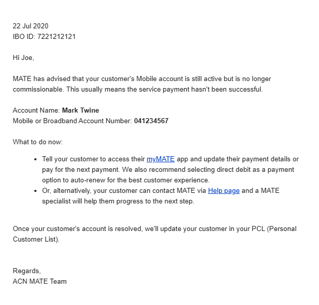 22 Jul 2020
IBO ID: 7221212121
Hi Joe,
MATE has advised that your customer's Mobile account is still active but is no longer
commissionable. This usually means the service payment hasn't been successful.
Account Name: Mark Twine
Mobile or Broadband Account Number: 041234567
What to do now:
• Tell your customer to access their myMATE app and update their payment details or
pay for the next payment. We also recommend selecting direct debit as a payment
option to auto-renew for the best customer experience.
• Or, alternatively, your customer can contact MATE via Help page and a MATE
specialist will help them progress to the next step.
Once your customer's account is resolved, we'll update your customer in your PCL (Personal
Customer List).
Regards,
ACN MATE Team